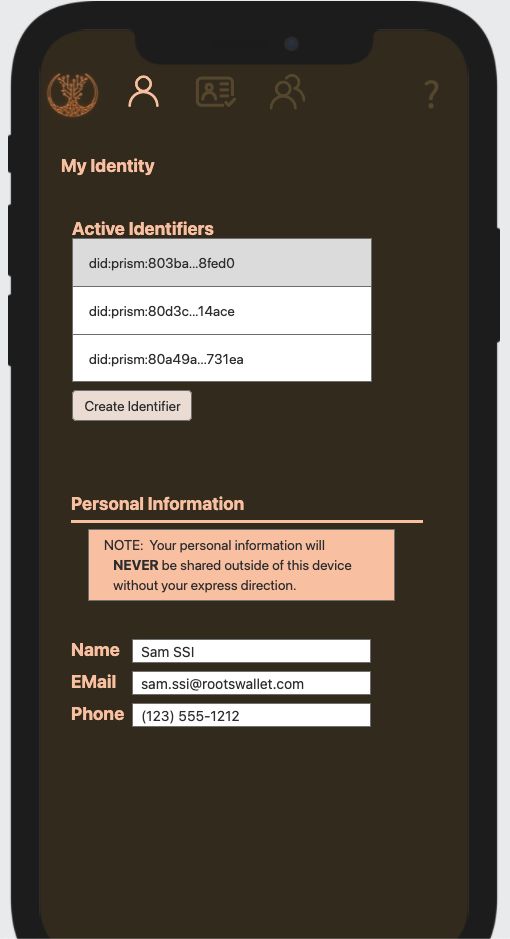 ?
My Identity
Active Identifiers
did:prism:803ba...8fed0
did:prism:80d3c...14ace
did:prism:80a49a...731ea
Create Identifier
Personal Information
NOTE: Your personal information will
NEVER be shared outside of this device
without your express direction.
Name Sam SSI
EMail sam.ssi@rootswallet.com
Phone (123) 555-1212